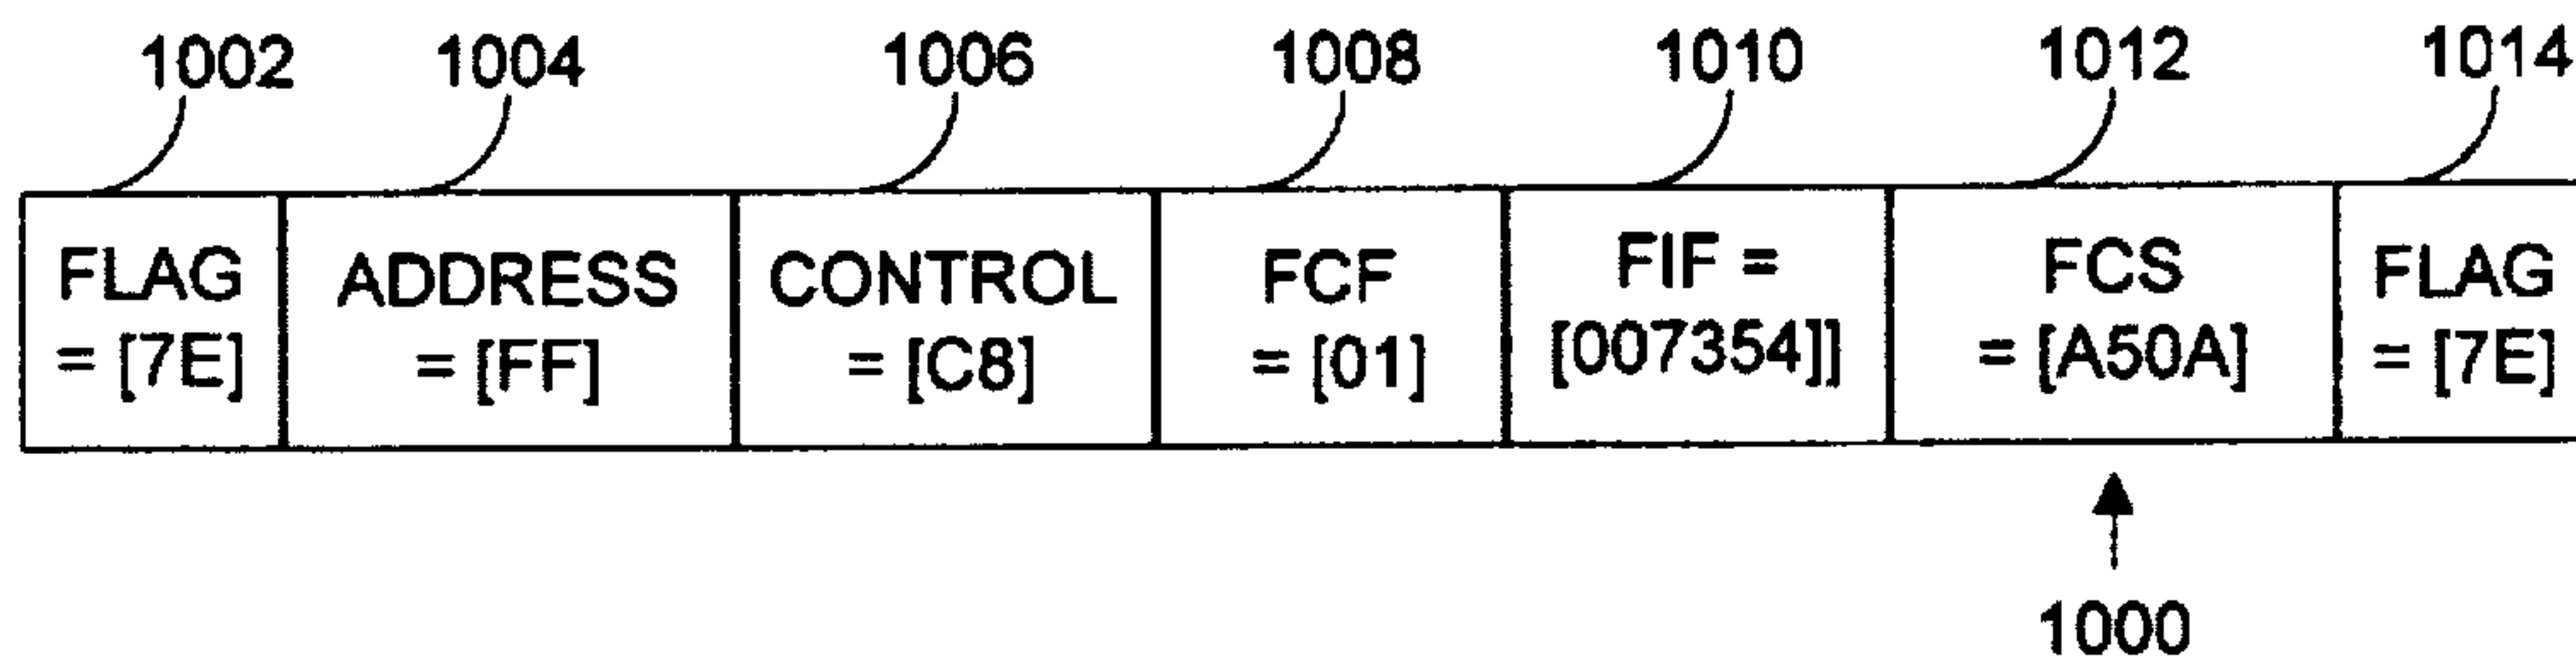 1002 1004 1006 1008 1010 1012 1014
FLAG ADDRESS CONTROL FCF FIF = FCS FLAG
= [7E] = [FF] = [C8] = [01] [007354]] = [A50A] = [7E]
1000